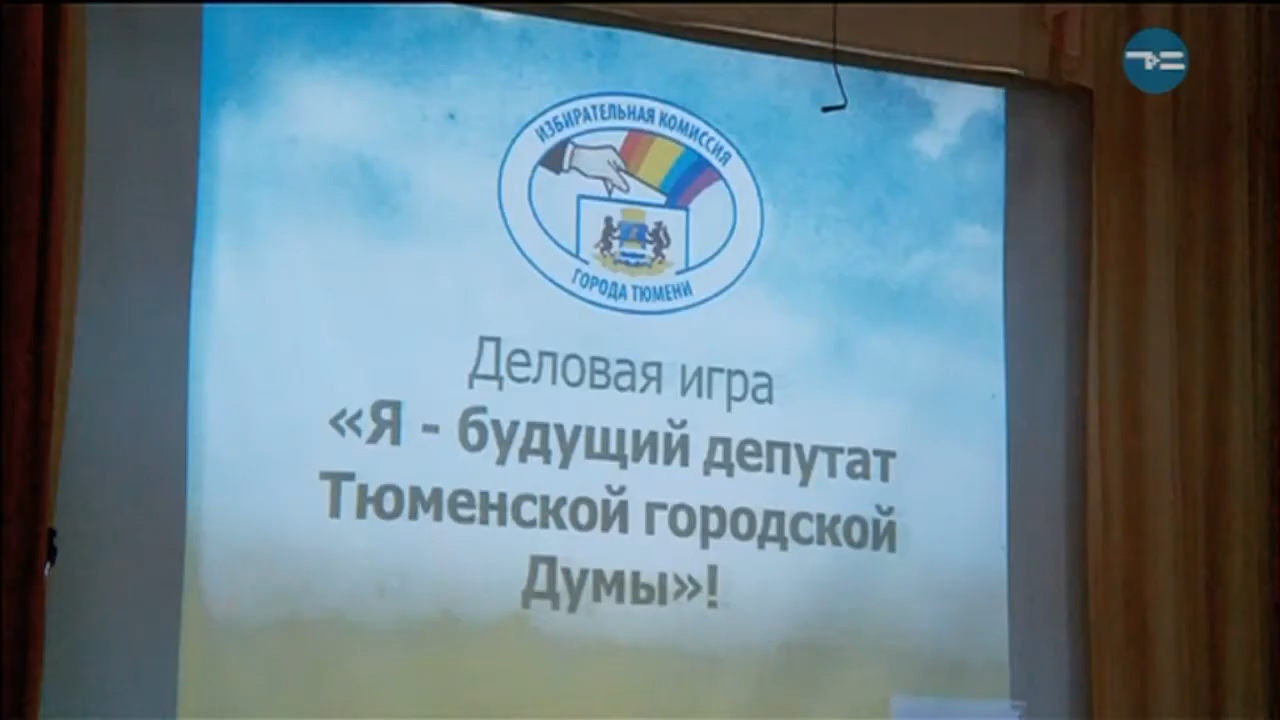 ИЗБИРАТЕЛЬНАЯ КОМИССИЯ
ГОРОДА ТЮМЕНИ
Деловая игра
«Я - будущий депутат
Тюменской городской
Думы»!